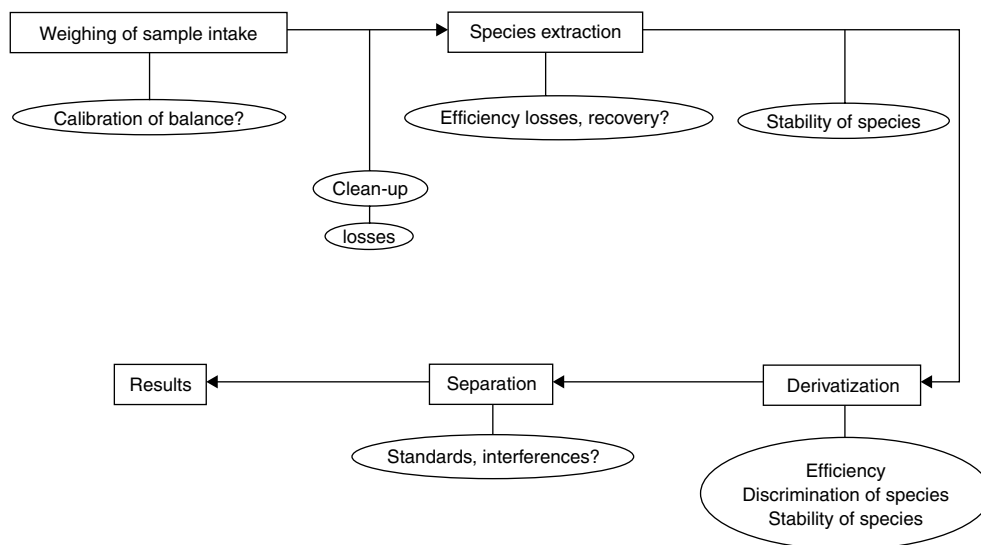 Weighing of sample intake
Species extraction
Calibration of balance?
Efficiency losses, recovery?
Stability of species
Clean-up
losses
Results
Separation
Derivatization
Standards, interferences?
Efficiency
Discrimination of species
Stability of species